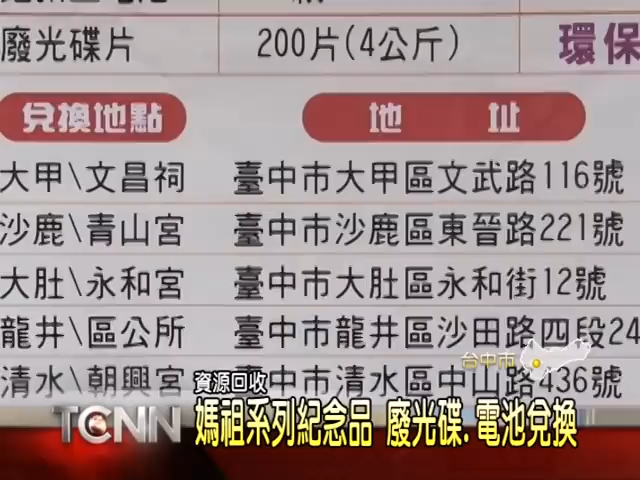 廢光碟片 200片(4公斤) 環保
兌換地點 地 址
大甲\文昌祠 臺中市大甲區文武路116號
沙鹿\青山宮 臺中市沙鹿區東晉路221號
大肚\永和宮 臺中市大肚區永和街12號
龍井\區公所 臺中市龍井區沙田路四段24
台中市
清水\朝興宮 臺中市清水區中山路436號
資源回收
TCNN 媽祖系列紀念品 廢光碟.電池兌換